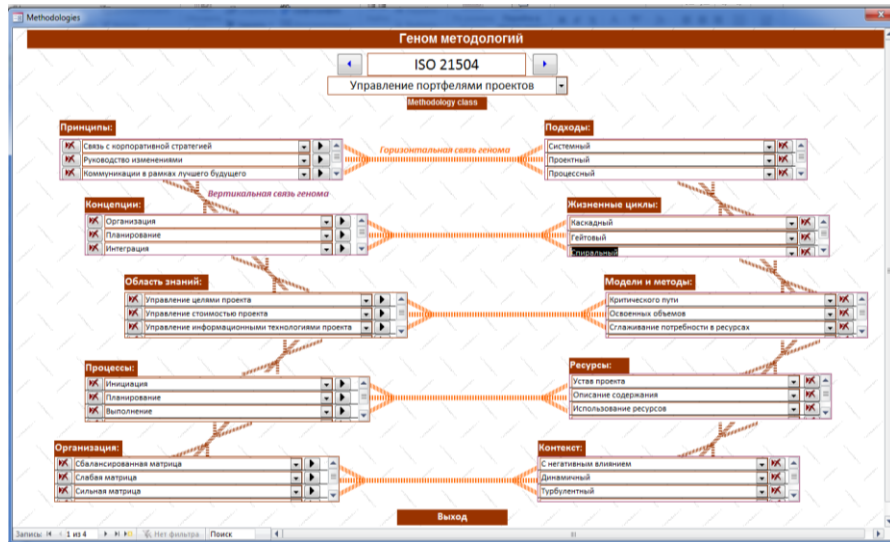 Methodologies
Геном методологий
ISO 21504
Управление портфелями проектов
Methodology class
Принципы:
Связь с корпоративной стратегией
Руководство изменениями
Коммуникации в рамках лучшего будущего
Горизонтальная связь генома
Подходы:
Системный
Проектный
Процессный
Вертикальная связь генома
Концепции:
Организация
Планирование
Интеграция
Жизненные циклы:
Каскадный
Гейтовый
Спиральный
Область знаний:
Управление целями проекта
Управление стоимостью проекта
Управление информационными технологиями проекта
Модели и методы:
Критического пути
Освоенных объемов
Сглаживание потребности в ресурсах
Процессы:
Инициация
Планирование
Выполнение
Ресурсы:
Устав проекта
Описание содержания
Использование ресурсов
Организация:
Сбалансированная матрица
Слабая матрица
Сильная матрица
Контекст:
С негативным влиянием
Динамичный
Турбулентный
Выход
Записи: 1 из 4 Нет фильтра Поиск